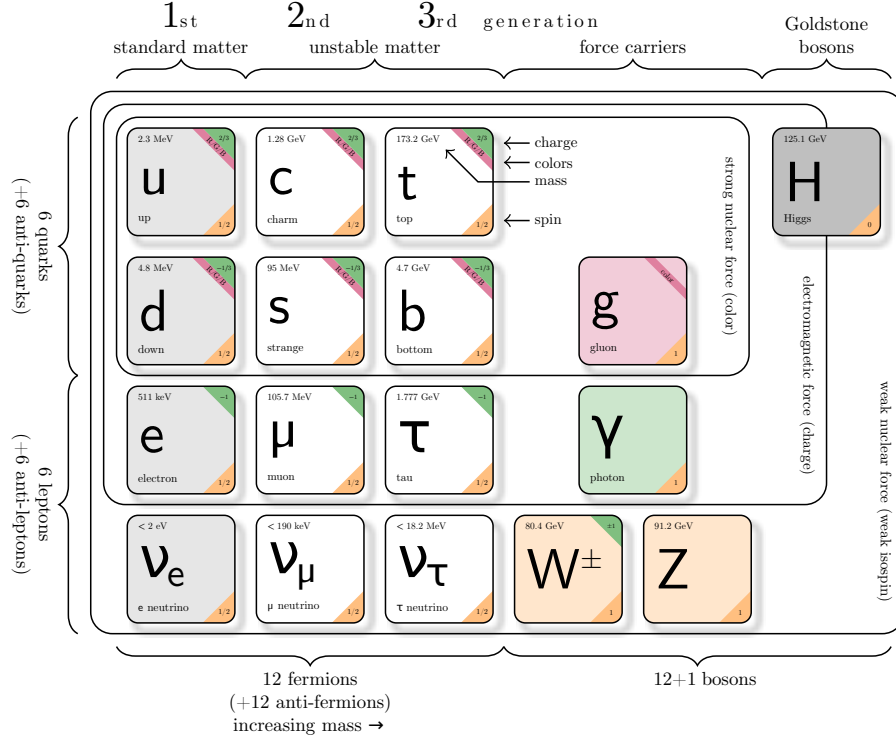 1st 2nd 3rd generation
standard matter unstable matter force carriers
Goldstone
bosons
6 quarks
(+6 anti-quarks)
6 leptons
(+6 anti-leptons)
2.3 MeV
2/3
R/G/B
u
up
1/2
1.28 GeV
2/3
R/G/B
c
charm
1/2
173.2 GeV
2/3
R/G/B
t
top
1/2
charge
colors
mass
spin
strong nuclear force (color)
125.1 GeV
H
Higgs
0
4.8 MeV
−1/3
R/G/B
d
down
1/2
95 MeV
−1/3
R/G/B
s
strange
1/2
4.7 GeV
−1/3
R/G/B
b
bottom
1/2
color
g
gluon
1
electromagnetic force (charge)
511 keV
−1
e
electron
1/2
105.7 MeV
−1
μ
muon
1/2
1.777 GeV
−1
τ
tau
1/2
γ
photon
1
weak nuclear force (weak isospin)
< 2 eV
νe
e neutrino
1/2
< 190 keV
νμ
μ neutrino
1/2
< 18.2 MeV
ντ
τ neutrino
1/2
80.4 GeV
±1
W±
1
91.2 GeV
Z
1
12 fermions
(+12 anti-fermions)
increasing mass →
12+1 bosons